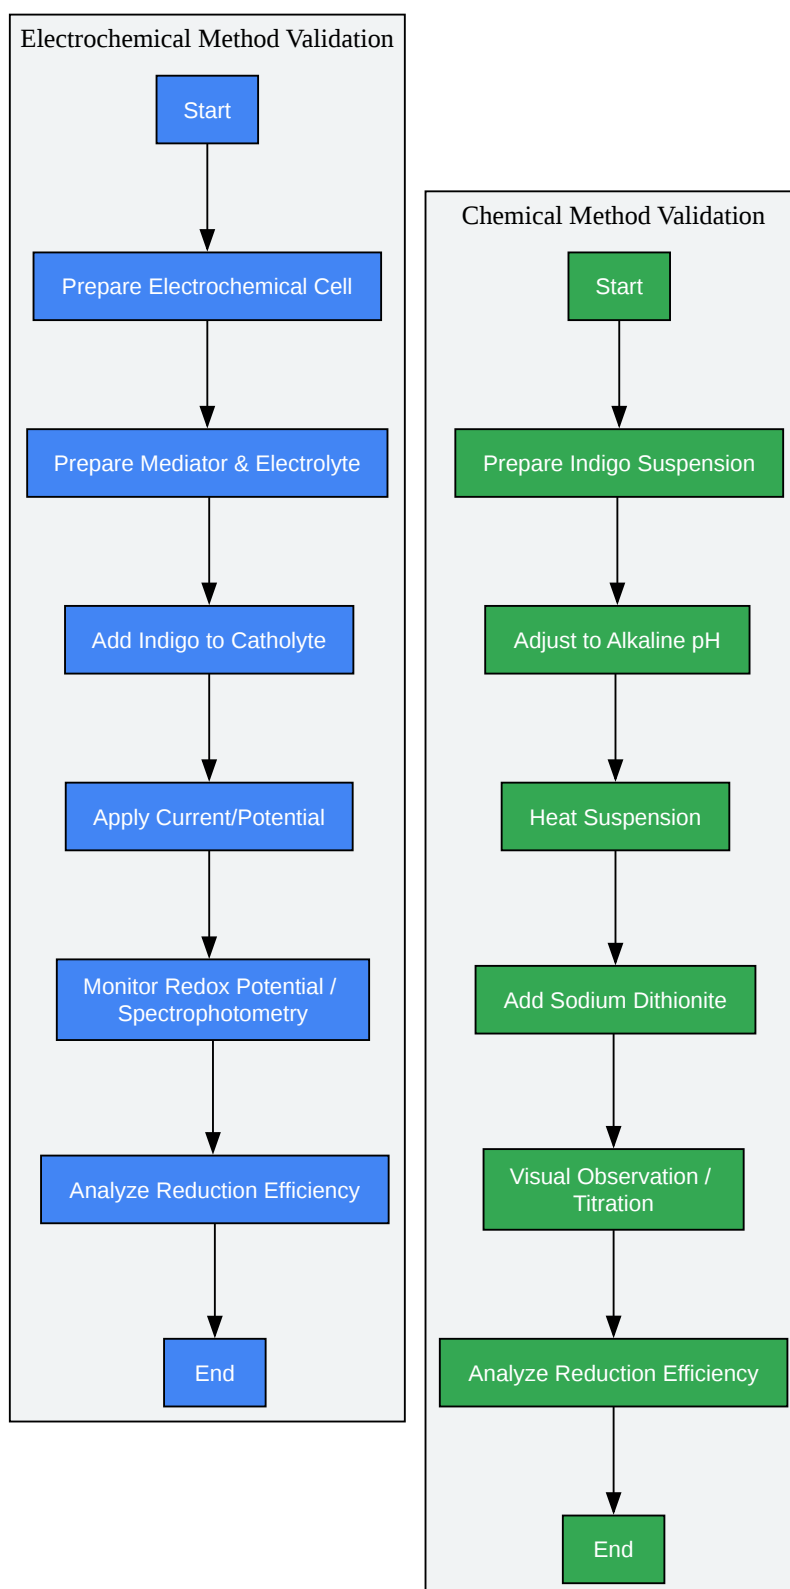 Electrochemical Method Validation
Start
Prepare Electrochemical Cell
Prepare Mediator & Electrolyte
Add Indigo to Catholyte
Apply Current/Potential
Monitor Redox Potential /
Spectrophotometry
Analyze Reduction Efficiency
End
Chemical Method Validation
Start
Prepare Indigo Suspension
Adjust to Alkaline pH
Heat Suspension
Add Sodium Dithionite
Visual Observation /
Titration
Analyze Reduction Efficiency
End